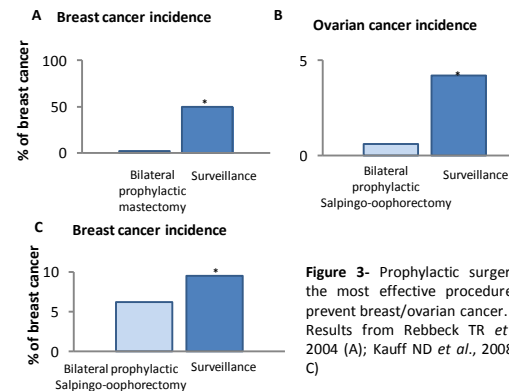 A Breast cancer incidence
% of breast cancer
100
50
0
*
Bilateral
prophylactic
mastectomy
Surveillance
B
Ovarian cancer incidence
5
0
*
Bilateral
prophylactic
Salpingo-oophorectomy
Surveillance
C Breast cancer incidence
% of breast cancer
10
5
0
*
Bilateral prophylactic
Salpingo-oophorectomy
Surveillance
Figure 3- Prophylactic surger
the most effective procedure
prevent breast/ovarian cancer.
Results from Rebbeck TR et
2004 (A); Kauff ND et al., 2008
C)